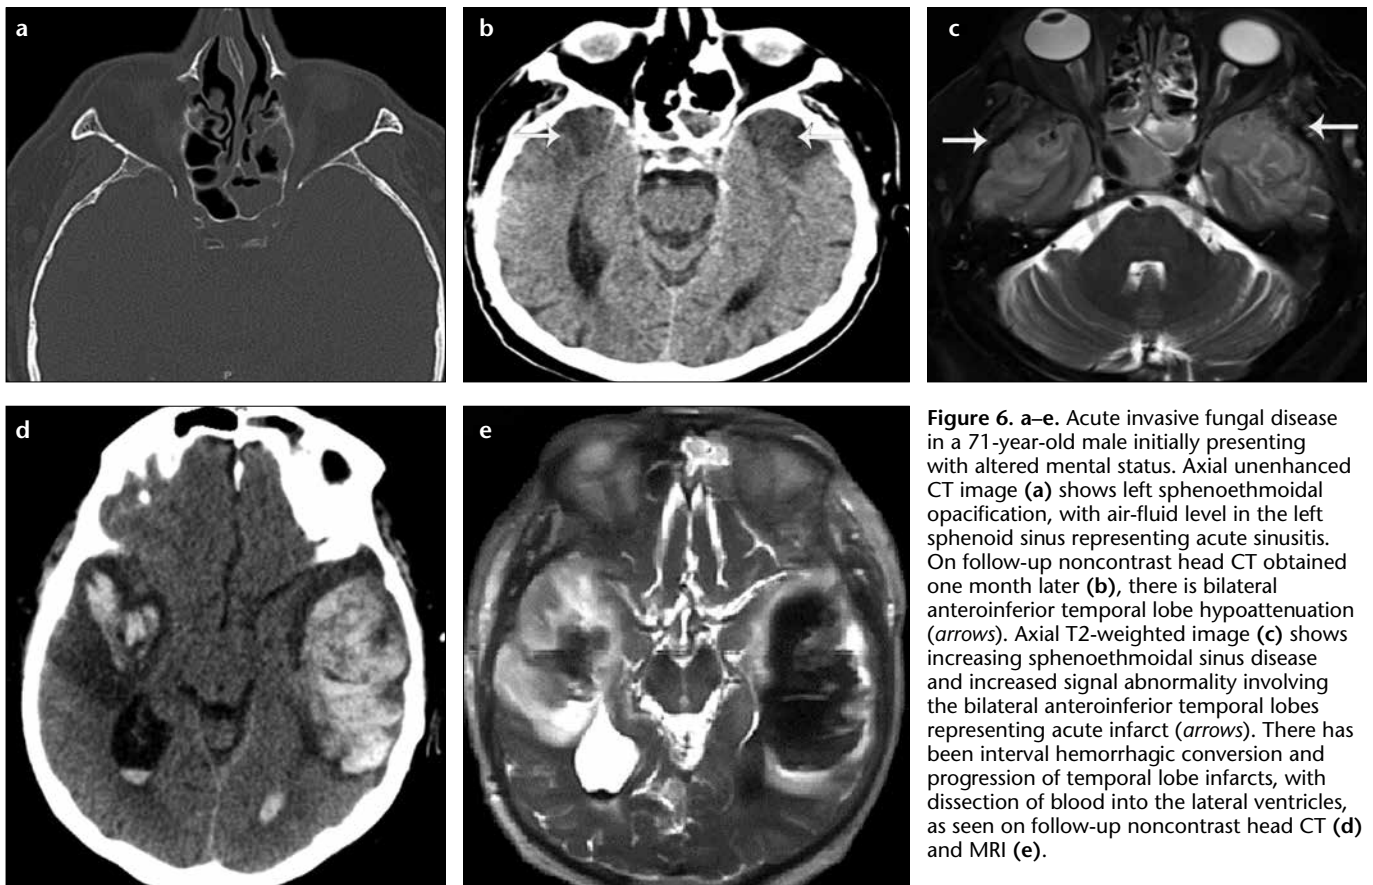 a
b
c
d
e
P
Figure 6. a–e. Acute invasive fungal disease
in a 71-year-old male initially presenting
with altered mental status. Axial unenhanced
CT image (a) shows left sphenoethmoidal
opacification, with air-fluid level in the left
sphenoid sinus representing acute sinusitis.
On follow-up noncontrast head CT obtained
one month later (b), there is bilateral
anteroinferior temporal lobe hypoattenuation
(arrows). Axial T2-weighted image (c) shows
increasing sphenoethmoidal sinus disease
and increased signal abnormality involving
the bilateral anteroinferior temporal lobes
representing acute infarct (arrows). There has
been interval hemorrhagic conversion and
progression of temporal lobe infarcts, with
dissection of blood into the lateral ventricles,
as seen on follow-up noncontrast head CT (d)
and MRI (e).